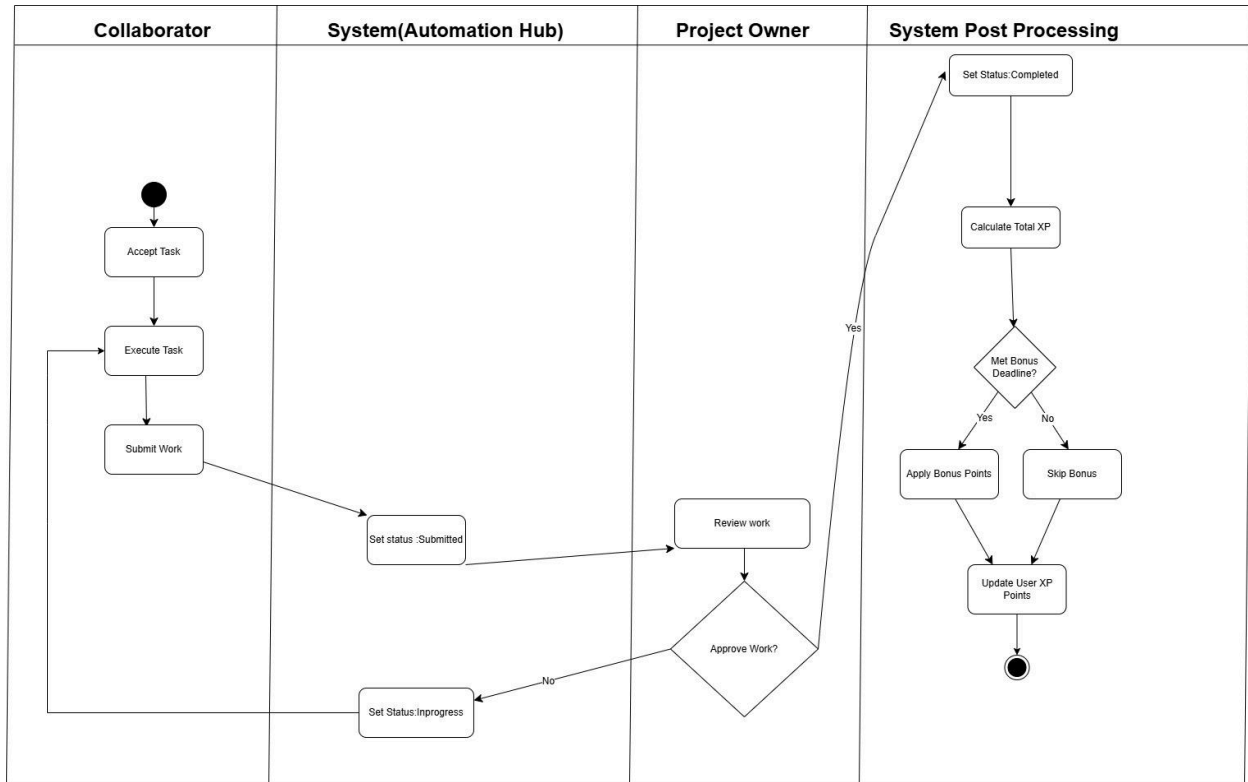 Collaborator
System(Automation Hub)
Project Owner
System Post Processing
Accept Task
Execute Task
Submit Work
Set status :Submitted
Set Status:Inprogress
Review work
Approve Work?
No
Yes
Set Status:Completed
Calculate Total XP
Met Bonus
Deadline?
Yes
No
Apply Bonus Points
Skip Bonus
Update User XP
Points